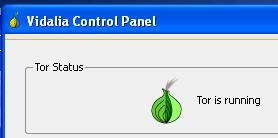 Vidalia Control Panel
Tor Status
Tor is running